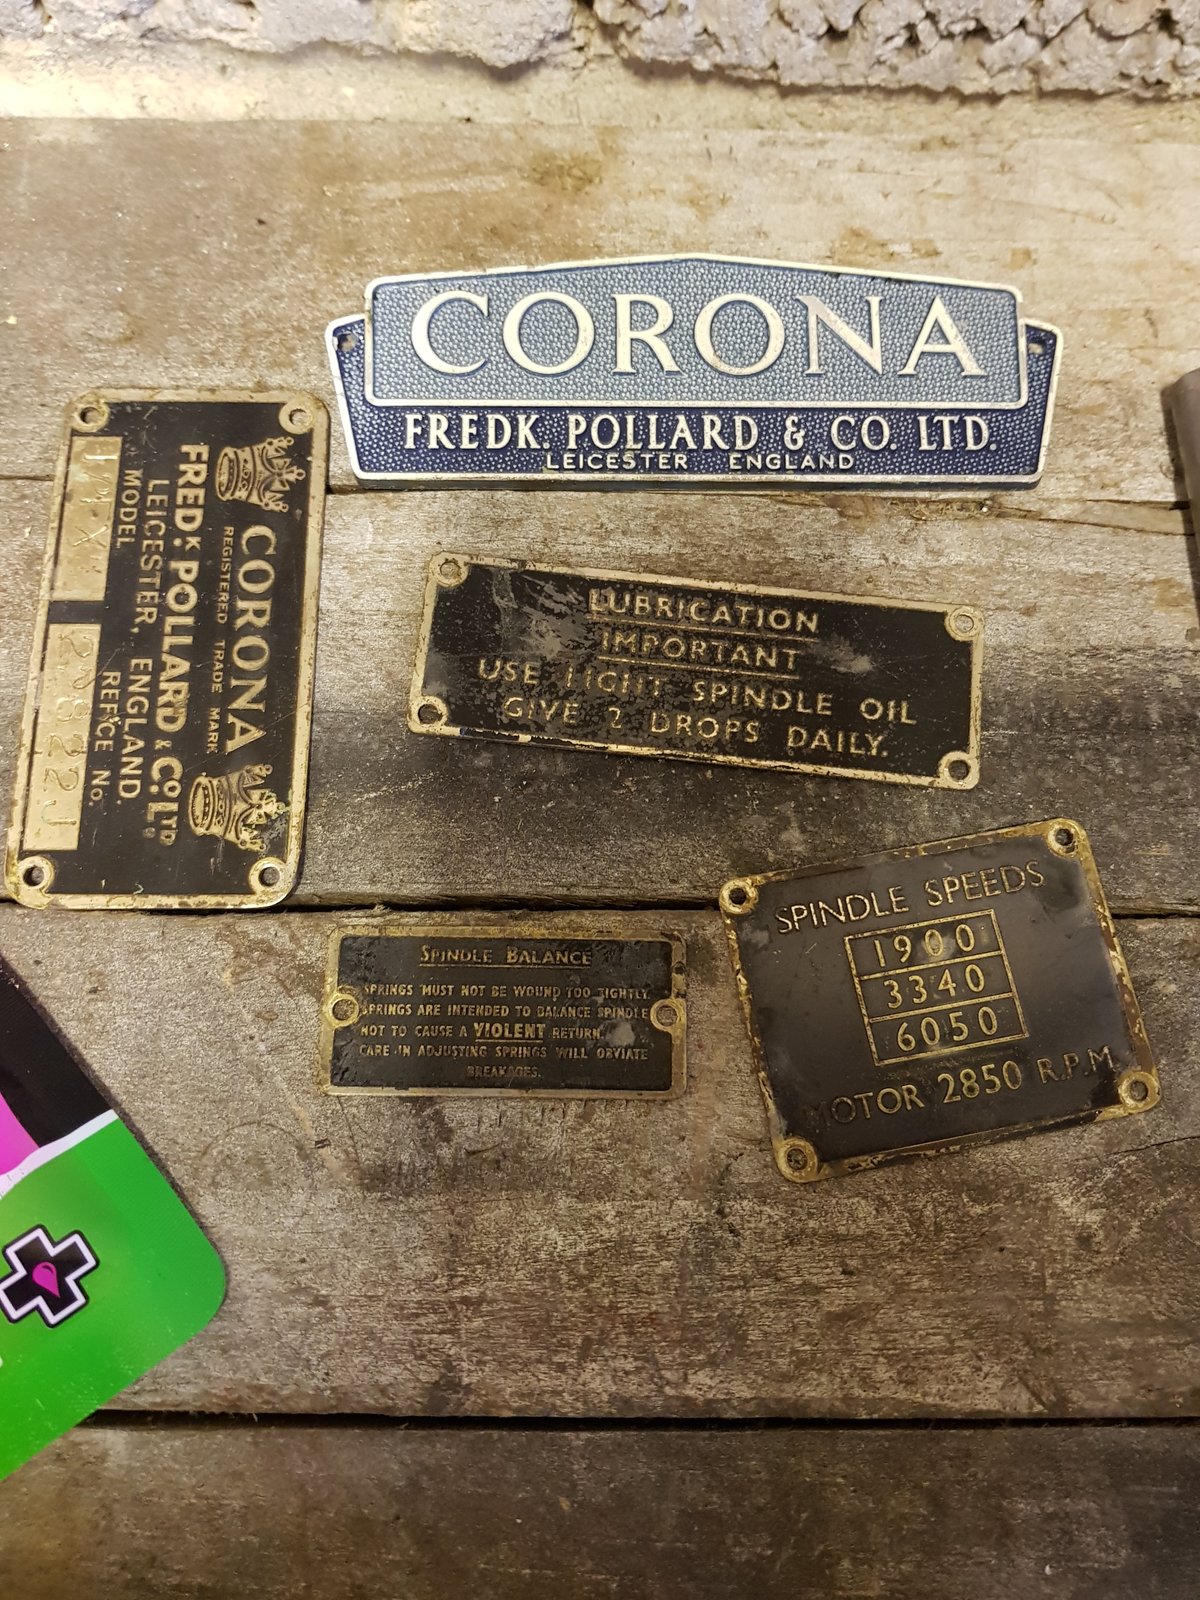 CORONA
FREDK. POLLARD & CO. LTD.
LEICESTER ENGLAND
CORONA
REGISTERED TRADE MARK
FRED.K POLLARD & CO. LTD.
LEICESTER, ENGLAND.
MODEL REF'CE No.
LUBRICATION
IMPORTANT
USE LIGHT SPINDLE OIL
GIVE 2 DROPS DAILY.
SPINDLE SPEEDS
1900
3340
6050
MOTOR 2850 R.P.M
SPINDLE BALANCE
SPRINGS MUST NOT BE WOUND TOO TIGHTLY.
SPRINGS ARE INTENDED TO BALANCE SPINDLE
NOT TO CAUSE A VIOLENT RETURN.
CARE IN ADJUSTING SPRINGS WILL OBVIATE
BREAKAGES.